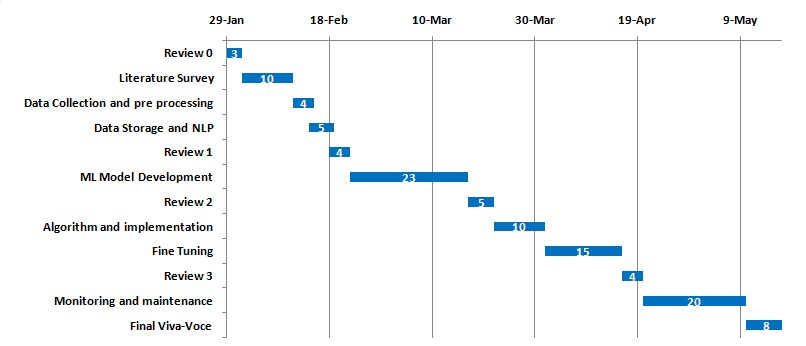 29-Jan 18-Feb 10-Mar 30-Mar 19-Apr 9-May
Review 0 3
Literature Survey 10
Data Collection and pre processing 4
Data Storage and NLP 5
Review 1 4
ML Model Development 23
Review 2 5
Algorithm and implementation 10
Fine Tuning 15
Review 3 4
Monitoring and maintenance 20
Final Viva-Voce 8